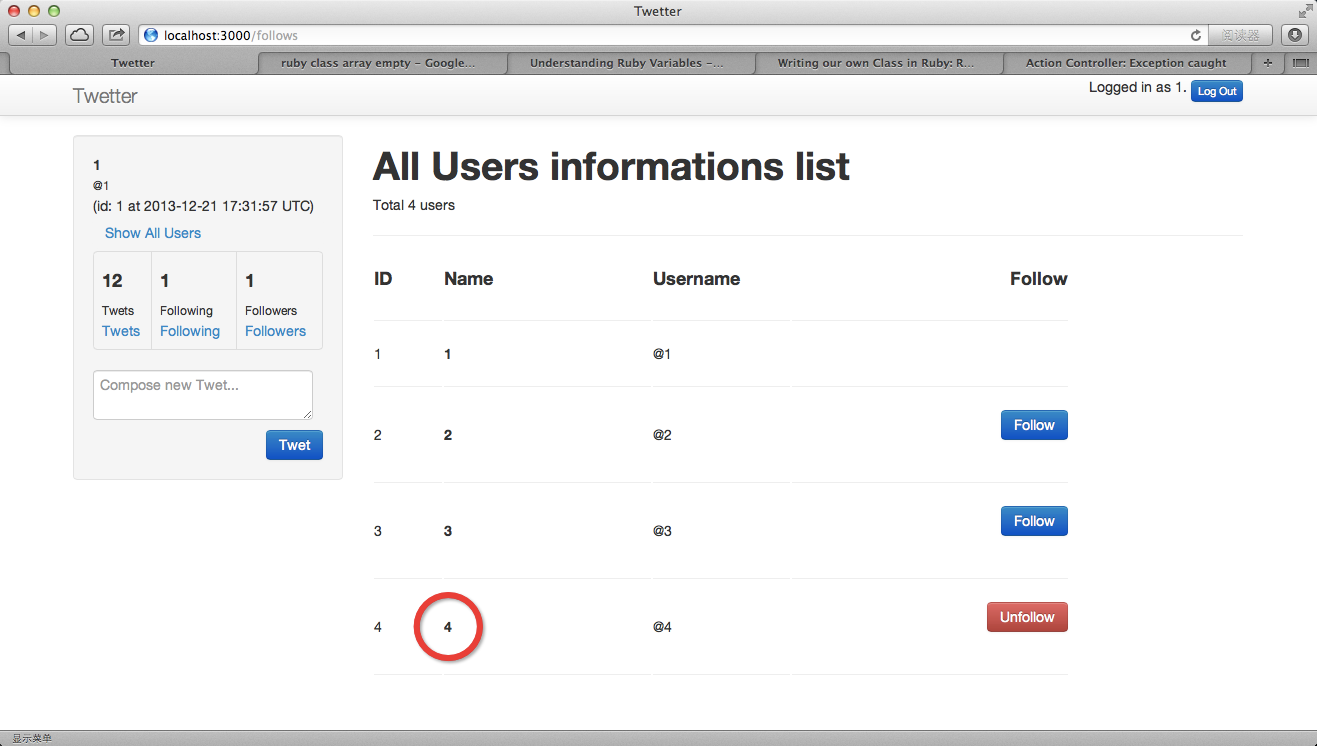 Twetter
localhost:3000/follows
阅读器
Twetter
ruby class array empty – Google...
Understanding Ruby Variables –...
Writing our own Class in Ruby: R...
Action Controller: Exception caught
Twetter
Logged in as 1. Log Out
1
@1
(id: 1 at 2013-12-21 17:31:57 UTC)
Show All Users
12 1 1
Twets Following Followers
Twets Following Followers
Compose new Twet...
Twet
All Users informations list
Total 4 users
ID Name Username Follow
1 1 @1
2 2 @2 Follow
3 3 @3 Follow
4 4 @4 Unfollow
显示菜单